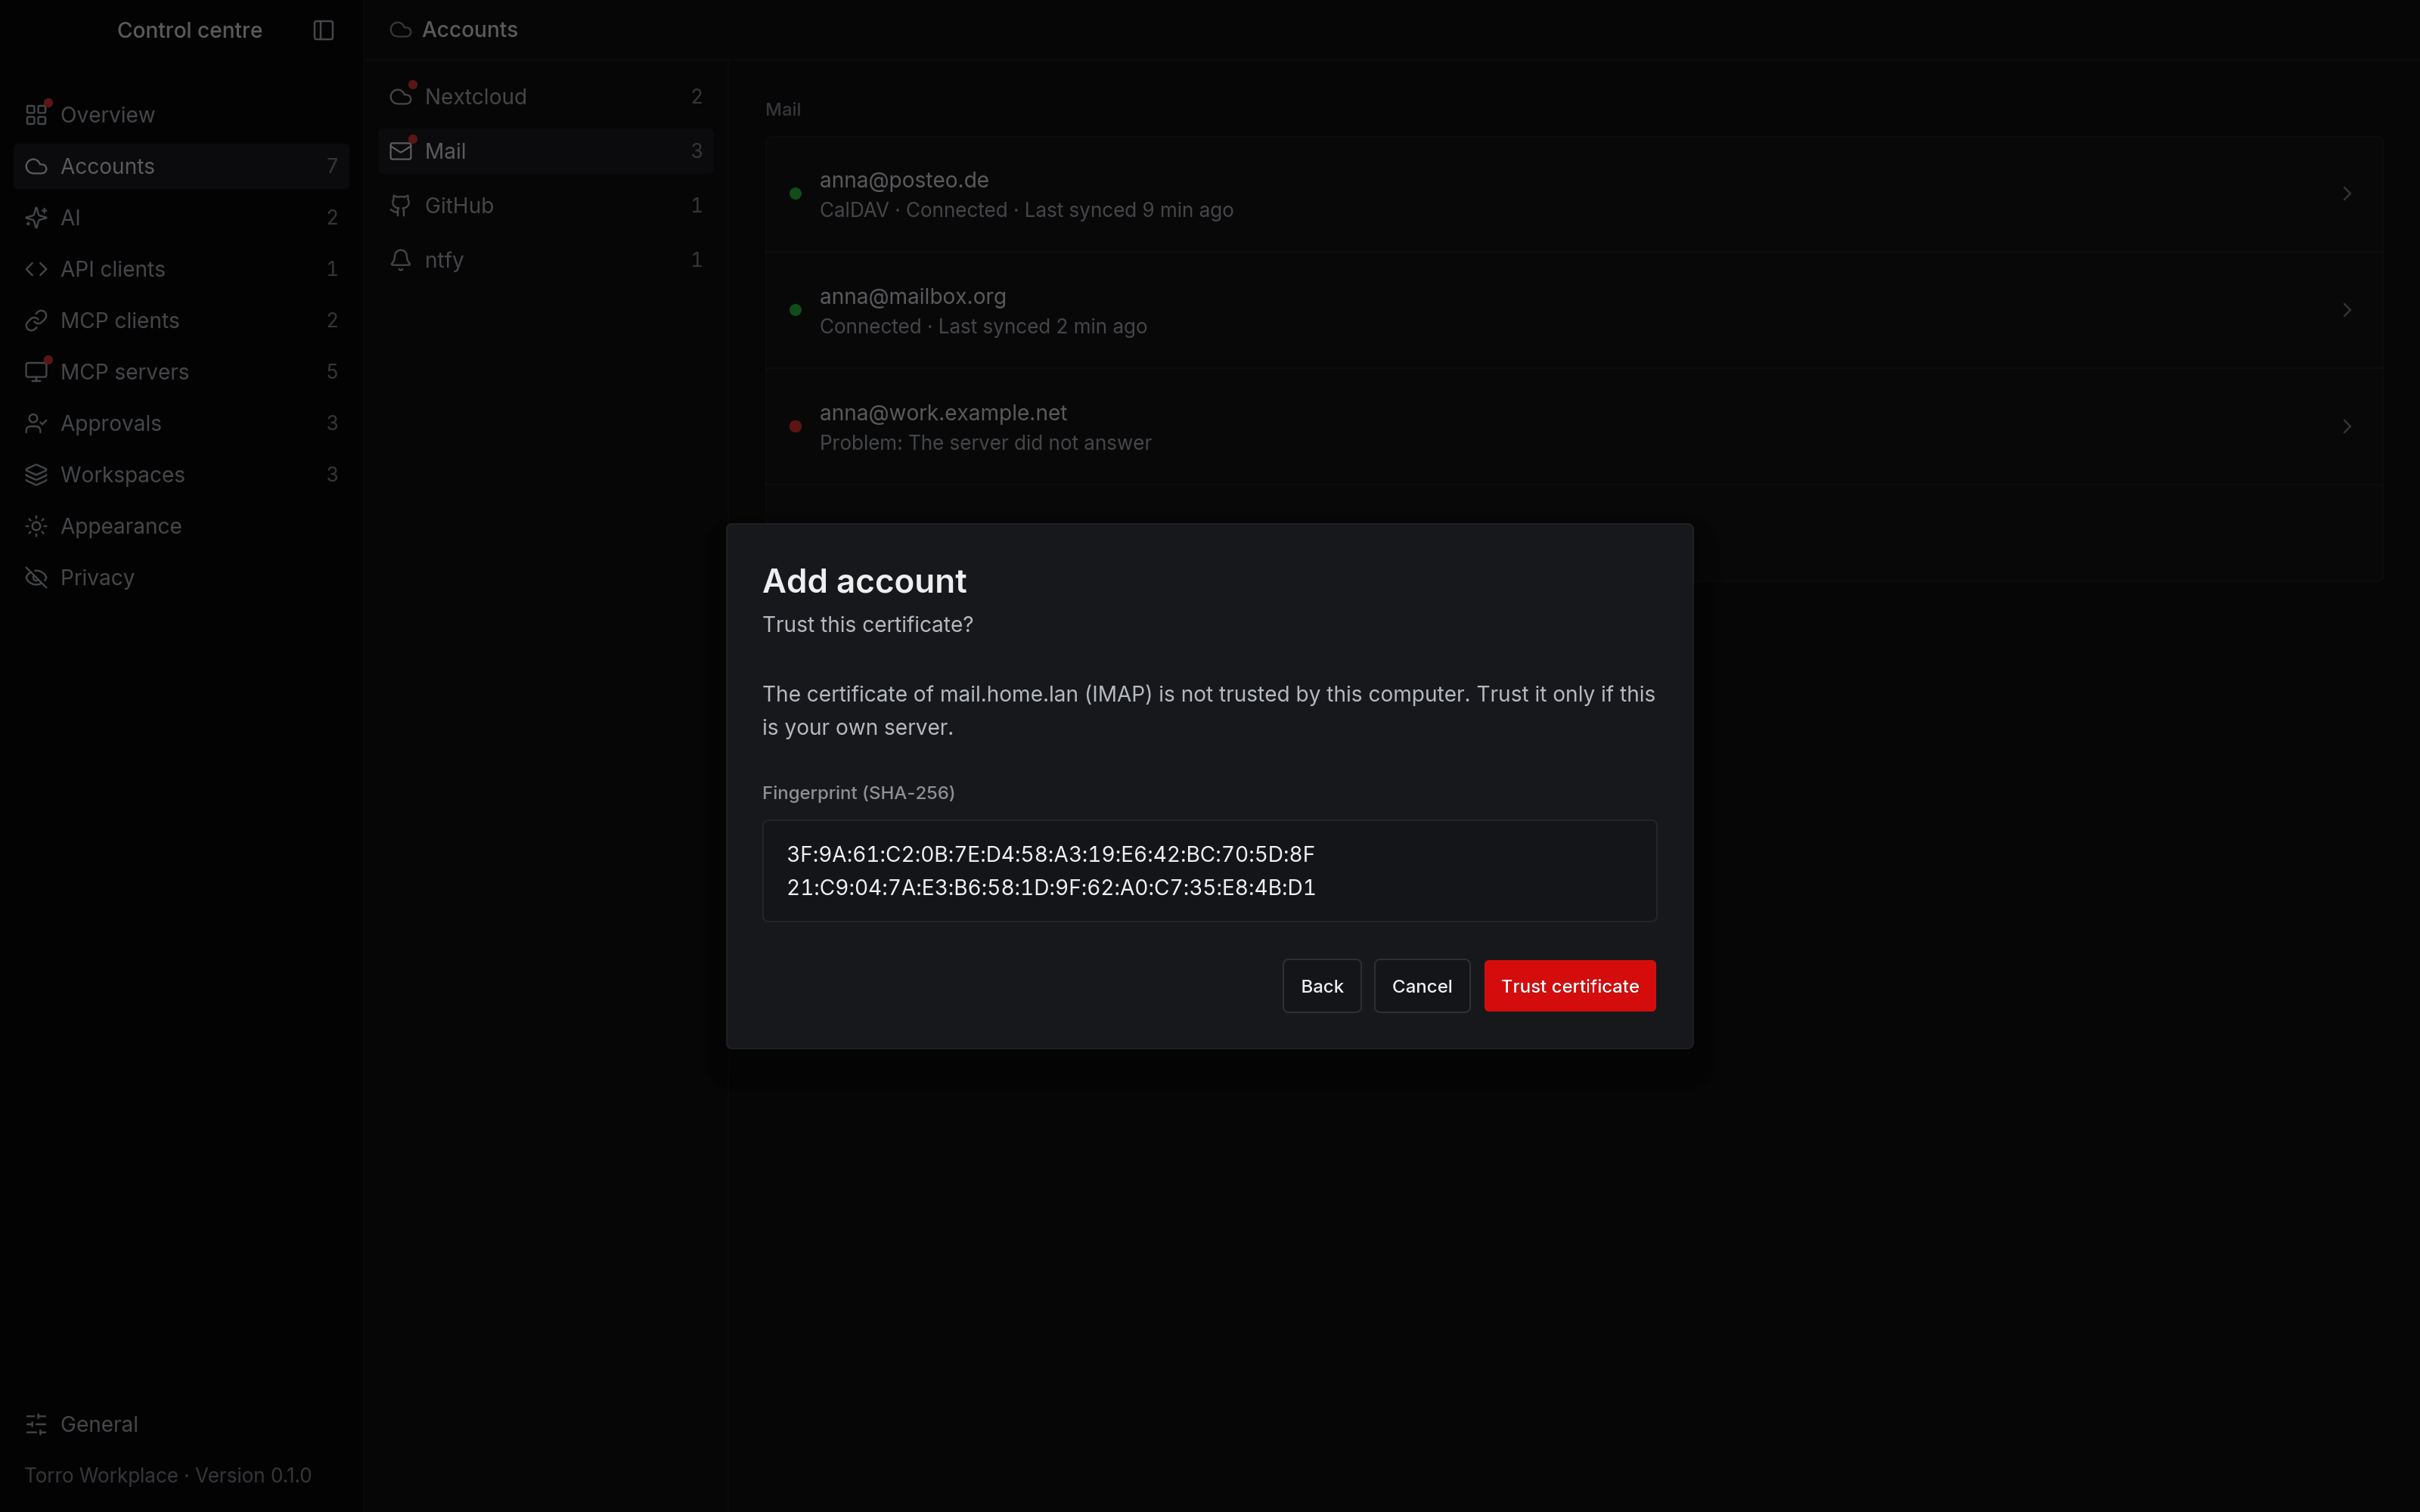 Control centre
Overview
Accounts 7
AI 2
API clients 1
MCP clients 2
MCP servers 5
Approvals 3
Workspaces 3
Appearance
Privacy
General
Torro Workplace · Version 0.1.0
Accounts
Nextcloud 2
Mail 3
GitHub 1
ntfy 1
Mail
anna@posteo.de
CalDAV · Connected · Last synced 9 min ago
anna@mailbox.org
Connected · Last synced 2 min ago
anna@work.example.net
Problem: The server did not answer
Add account
Trust this certificate?
The certificate of mail.home.lan (IMAP) is not trusted by this computer. Trust it only if this
is your own server.
Fingerprint (SHA-256)
3F:9A:61:C2:0B:7E:D4:58:A3:19:E6:42:BC:70:5D:8F
21:C9:04:7A:E3:B6:58:1D:9F:62:A0:C7:35:E8:4B:D1
Back Cancel Trust certificate